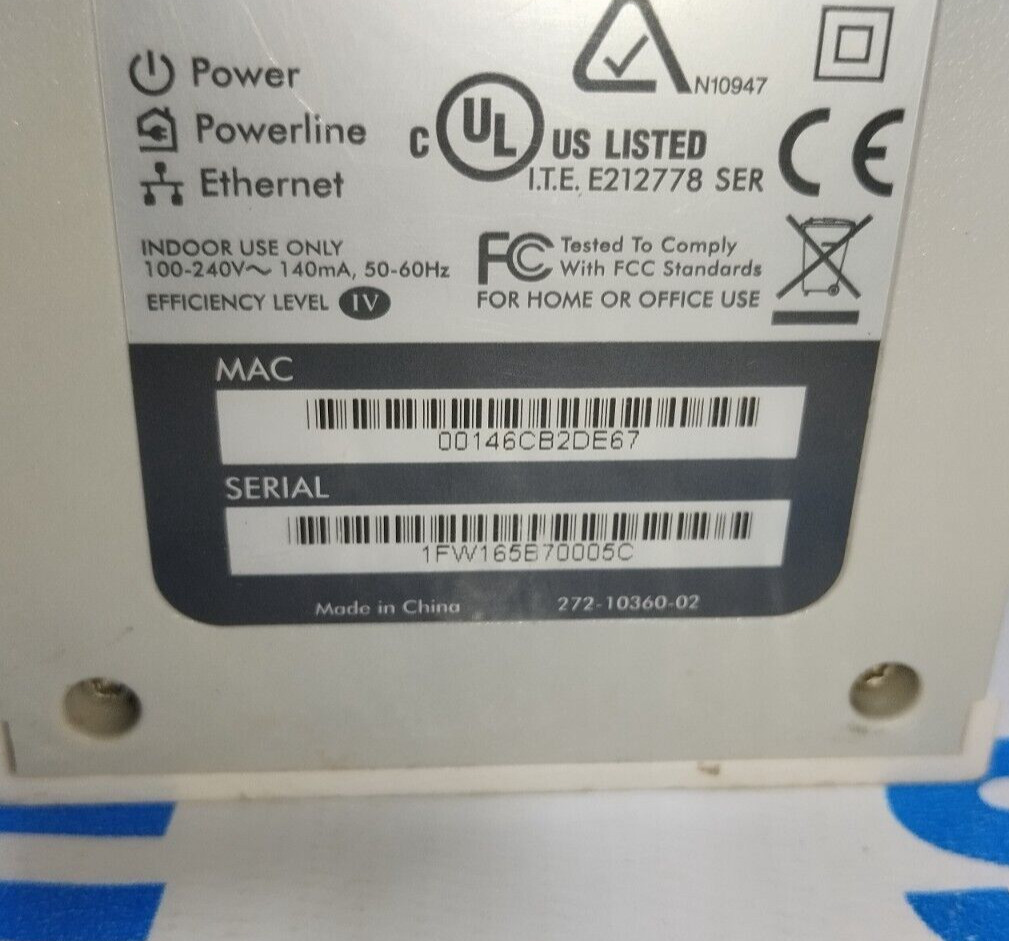 Power
Powerline
Ethernet
N10947
C UL US LISTED
I.T.E. E212778 SER
CE
INDOOR USE ONLY
100-240V~ 140mA, 50-60Hz
EFFICIENCY LEVEL IV
FC Tested To Comply
With FCC Standards
FOR HOME OR OFFICE USE
MAC
00146CB2DE67
SERIAL
1FW165B70005C
Made in China
272-10360-02